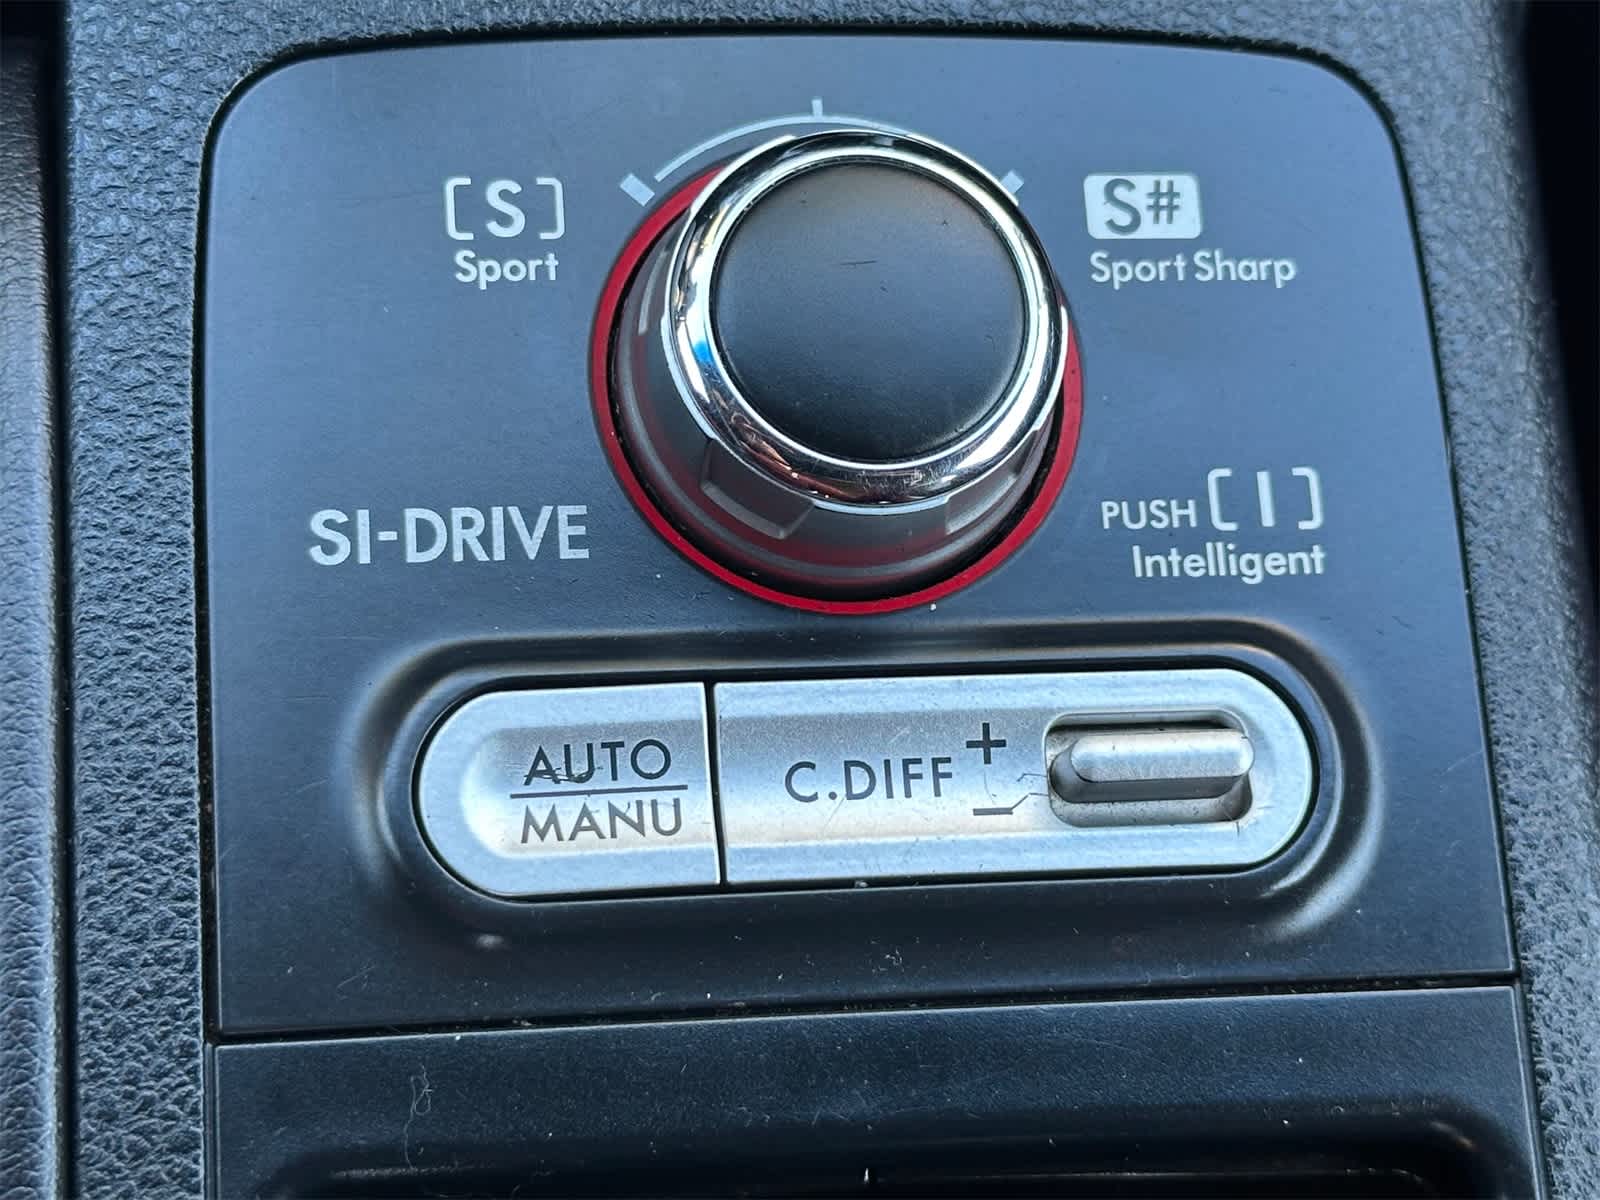 [S]
Sport
S#
Sport Sharp
SI-DRIVE
PUSH [I]
Intelligent
AUTO
MANU
C.DIFF + −